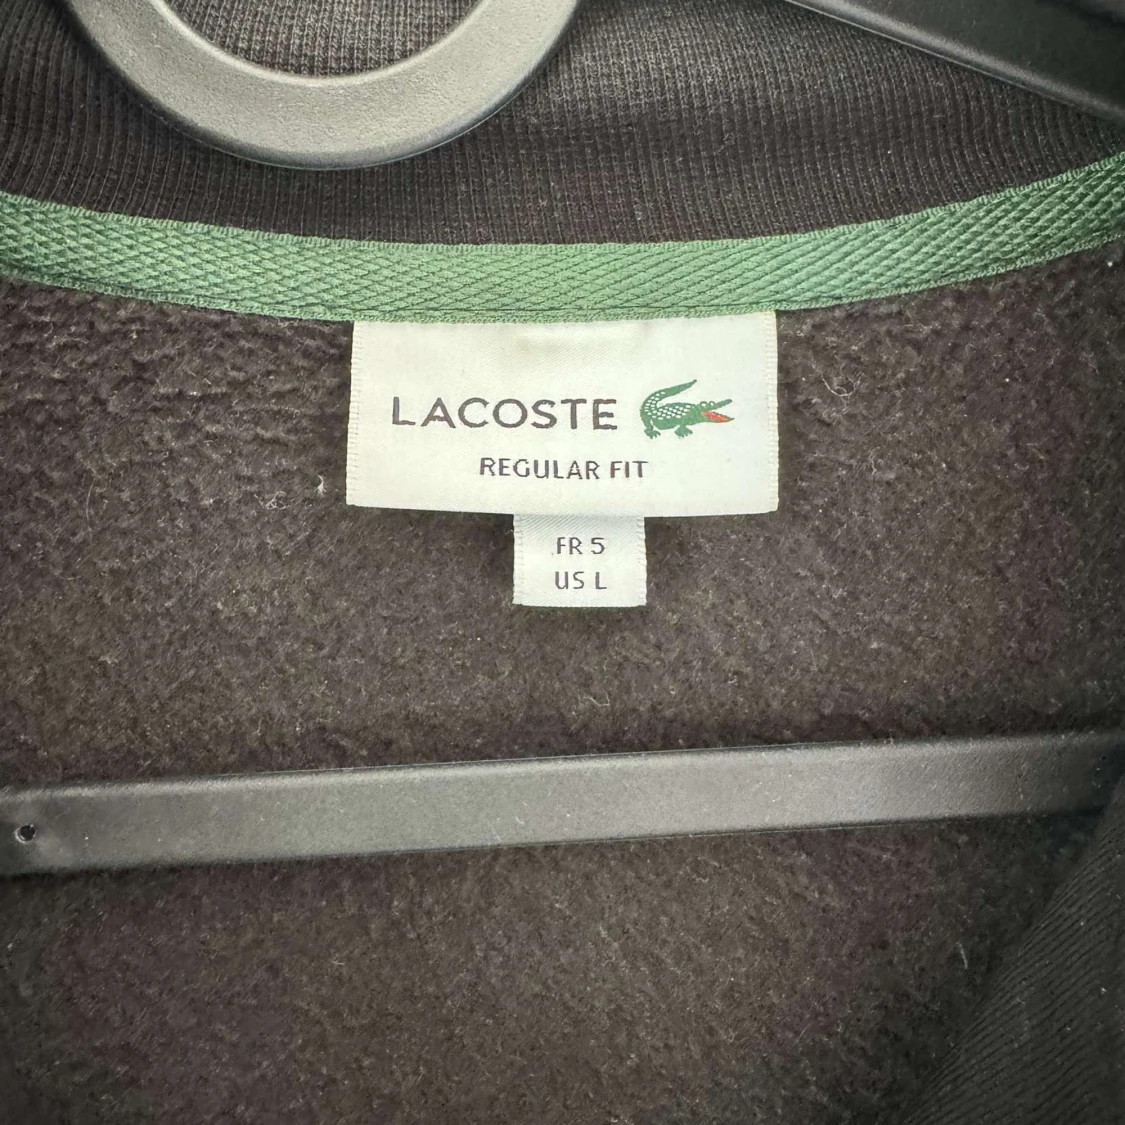 LACOSTE
REGULAR FIT
FR 5
US L